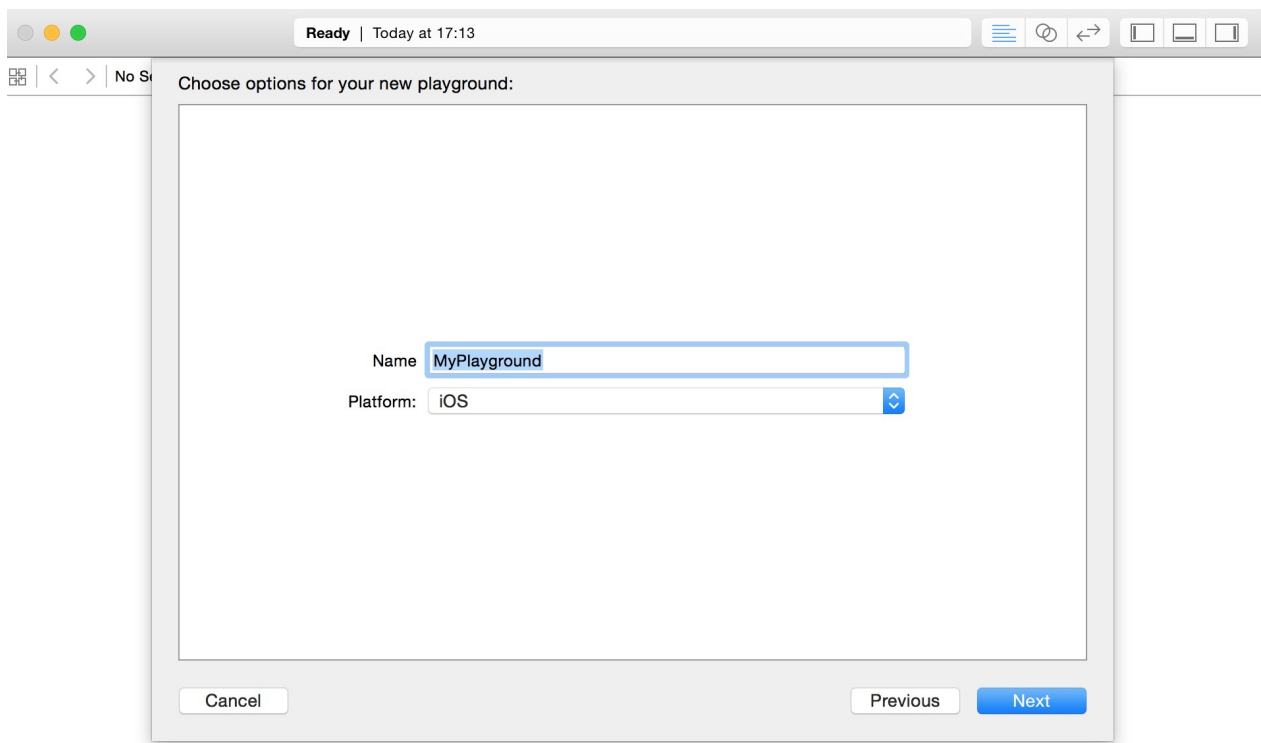 Ready | Today at 17:13
No Se
Choose options for your new playground:
Name MyPlayground
Platform: iOS
Cancel Previous Next